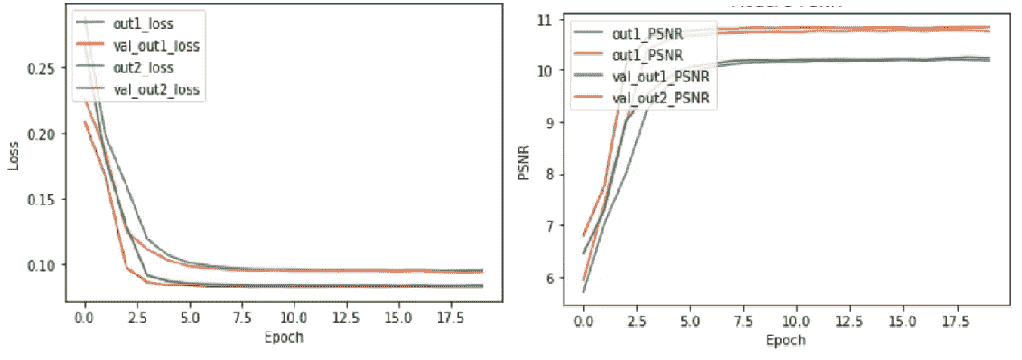 out1_loss
val_out1_loss
out2_loss
val_out2_loss
0.25
0.20
0.15
0.10
Loss
0.0 2.5 5.0 7.5 10.0 12.5 15.0 17.5
Epoch
out1_PSNR
out1_PSNR
val_out1_PSNR
val_out2_PSNR
11
10
9
8
7
6
PSNR
0.0 2.5 5.0 7.5 10.0 12.5 15.0 17.5
Epoch